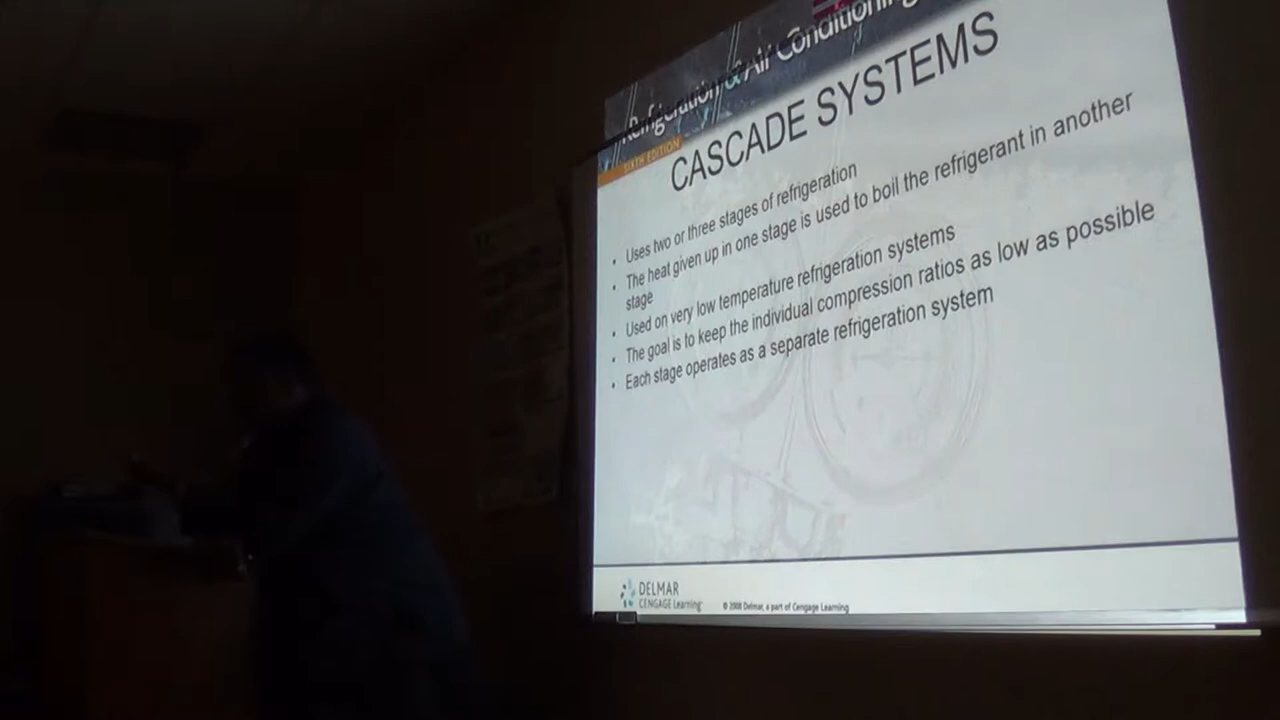 Refrigeration & Air Conditioning
SIXTH EDITION
CASCADE SYSTEMS
• Uses two or three stages of refrigeration
• The heat given up in one stage is used to boil the refrigerant in another
stage
• Used on very low temperature refrigeration systems
• The goal is to keep the individual compression ratios as low as possible
• Each stage operates as a separate refrigeration system
DELMAR
CENGAGE Learning
© 2008 Delmar, a part of Cengage Learning